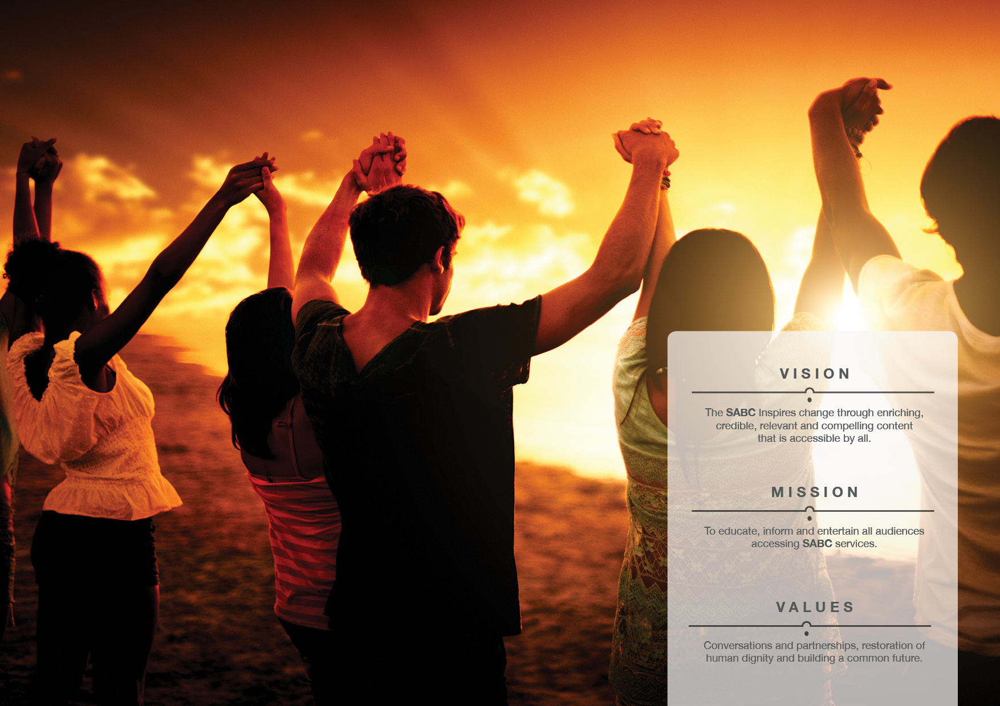 VISION
The SABC Inspires change through enriching,
credible, relevant and compelling content
that is accessible by all.
MISSION
To educate, inform and entertain all audiences
accessing SABC services.
VALUES
Conversations and partnerships, restoration of
human dignity and building a common future.